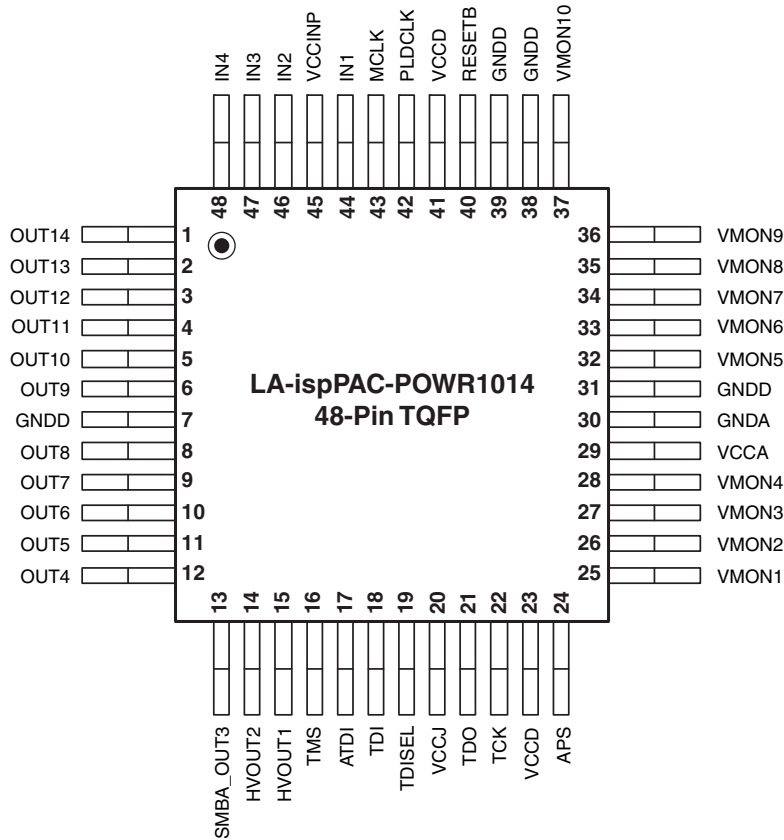 IN4
IN3
IN2
VCCINP
IN1
MCLK
PLDCLK
VCCD
RESETB
GNDD
GNDD
VMON10
48
47
46
45
44
43
42
41
40
39
38
37
OUT14 1
OUT13 2
OUT12 3
OUT11 4
OUT10 5
OUT9 6
GNDD 7
OUT8 8
OUT7 9
OUT6 10
OUT5 11
OUT4 12
LA-ispPAC-POWR1014
48-Pin TQFP
36 VMON9
35 VMON8
34 VMON7
33 VMON6
32 VMON5
31 GNDD
30 GNDA
29 VCCA
28 VMON4
27 VMON3
26 VMON2
25 VMON1
13
14
15
16
17
18
19
20
21
22
23
24
SMBA_OUT3
HVOUT2
HVOUT1
TMS
ATDI
TDI
TDISEL
VCCJ
TDO
TCK
VCCD
APS